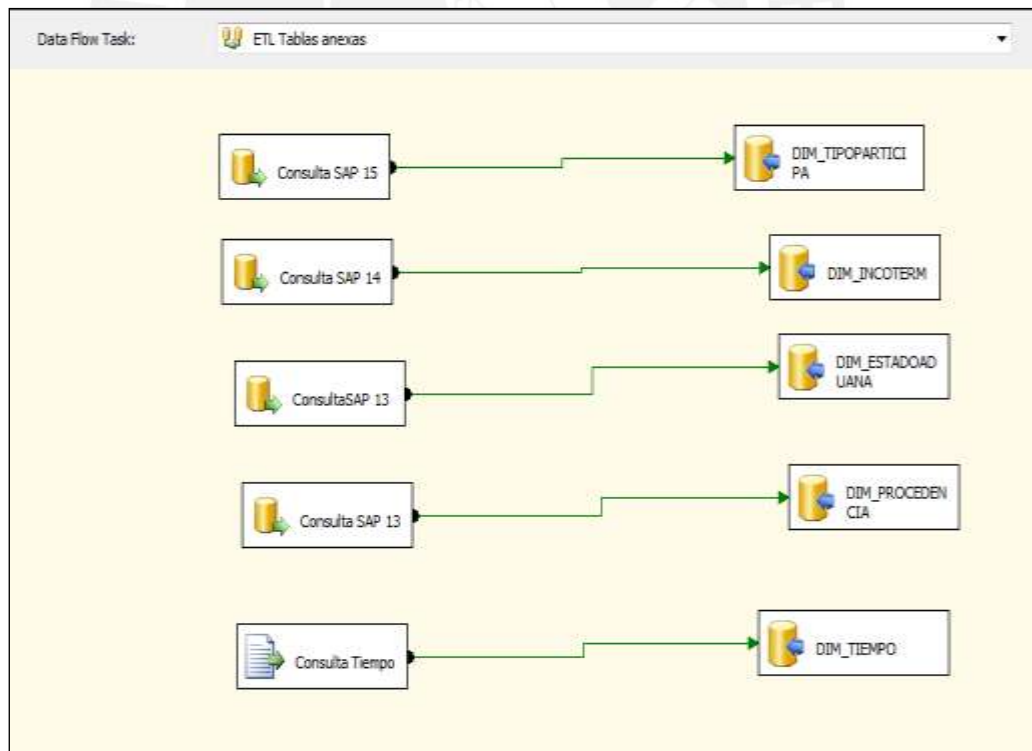 Data Flow Task: ETL Tablas anexas
Consulta SAP 15
DIM_TIPOPARTICI
PA
Consulta SAP 14
DIM_INCOTERM
ConsultaSAP 13
DIM_ESTADOAD
UANA
Consulta SAP 13
DIM_PROCEDEN
CIA
Consulta Tiempo
DIM_TIEMPO